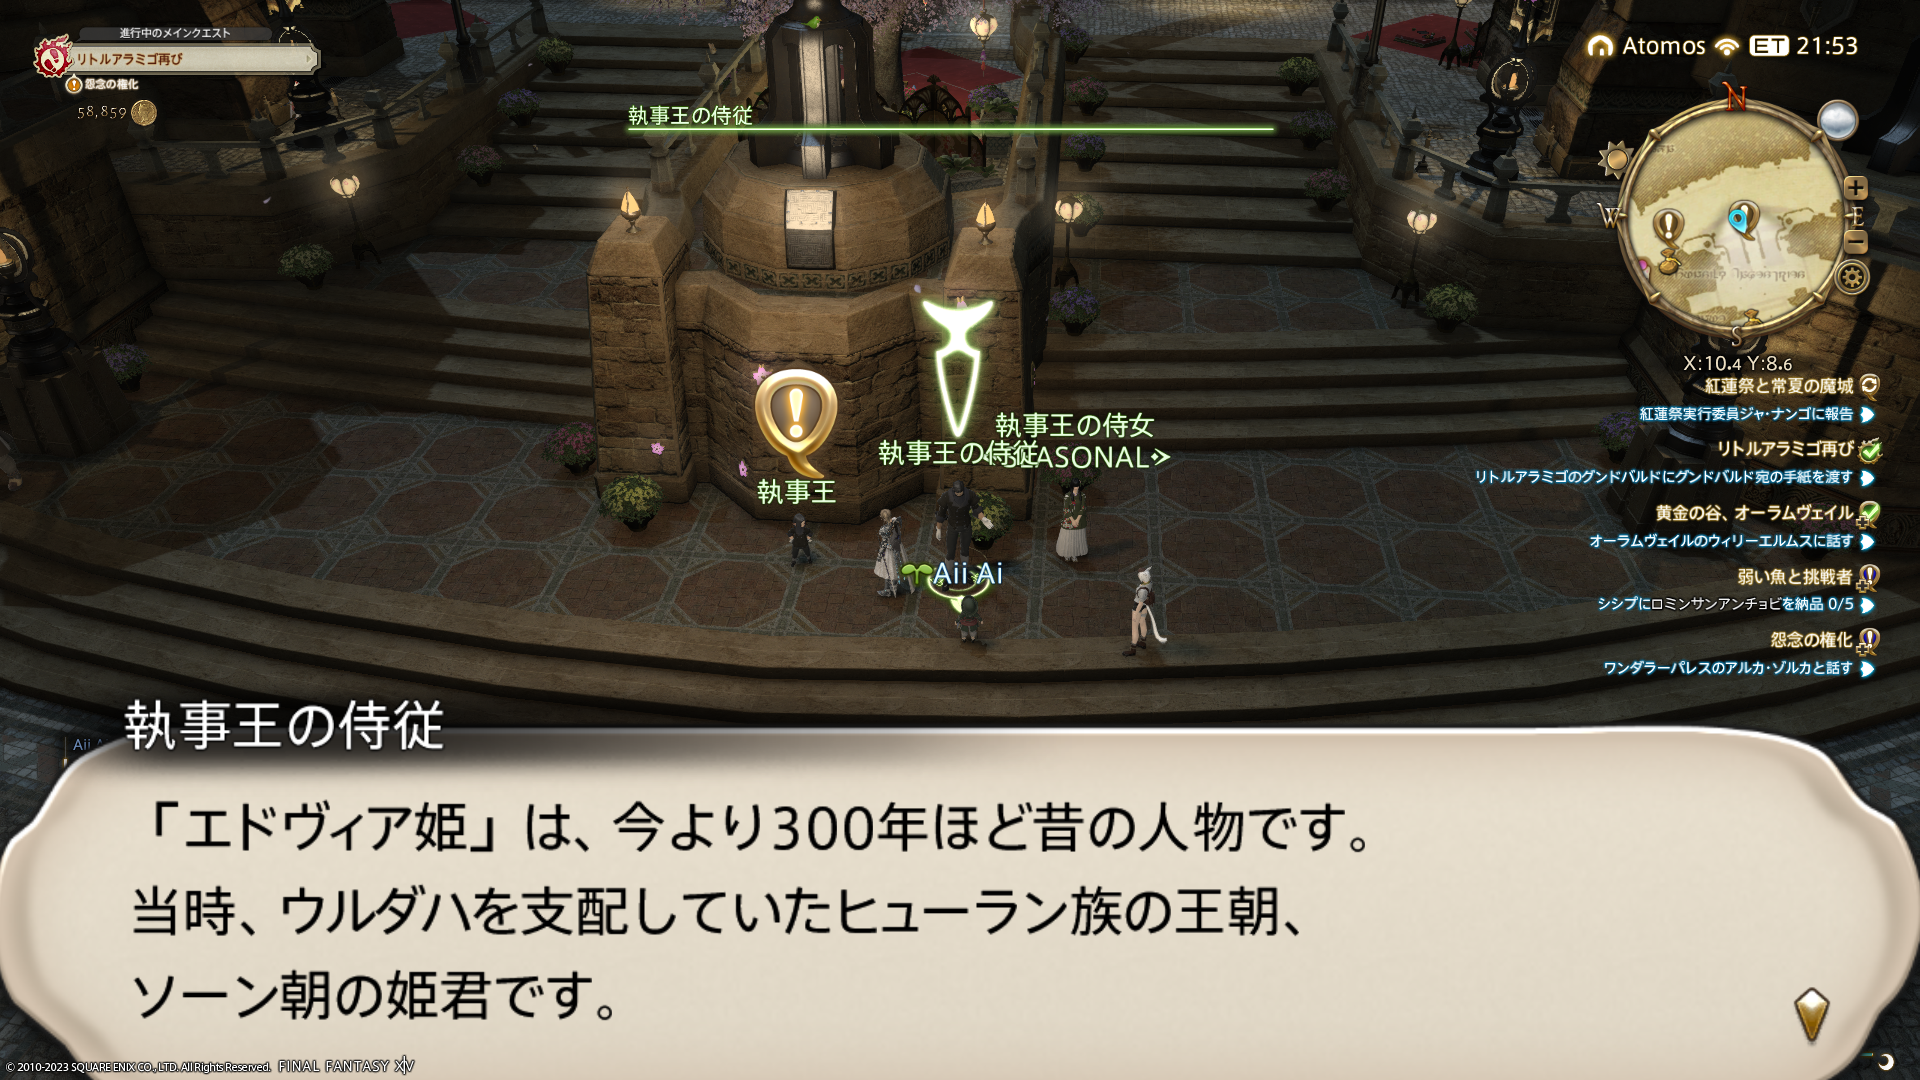 進行中のメインクエスト
リトルアラミゴ再び
怨念の権化
58,859
執事王の侍従
Atomos ET 21:53
N
W
E
S
X:10.4 Y:8.6
紅蓮祭と常夏の魔城
紅蓮祭実行委員ジャ・ナンゴに報告
リトルアラミゴ再び
リトルアラミゴのグンドバルドにグンドバルド宛の手紙を渡す
黄金の谷、オーラムヴェイル
オーラムヴェイルのウィリーエルムスに話す
弱い魚と挑戦者
シシプにロミンサンアンチョビを納品 0/5
怨念の権化
ワンダラーパレスのアルカ・ゾルカと話す
執事王の侍女
執事王の侍従
SEASONAL>
執事王
Aii Ai
執事王の侍従
「エドヴィア姫」は、今より300年ほど昔の人物です。
当時、ウルダハを支配していたヒューラン族の王朝、
ソーン朝の姫君です。
© 2010-2023 SQUARE ENIX CO., LTD. All Rights Reserved. FINAL FANTASY XIV